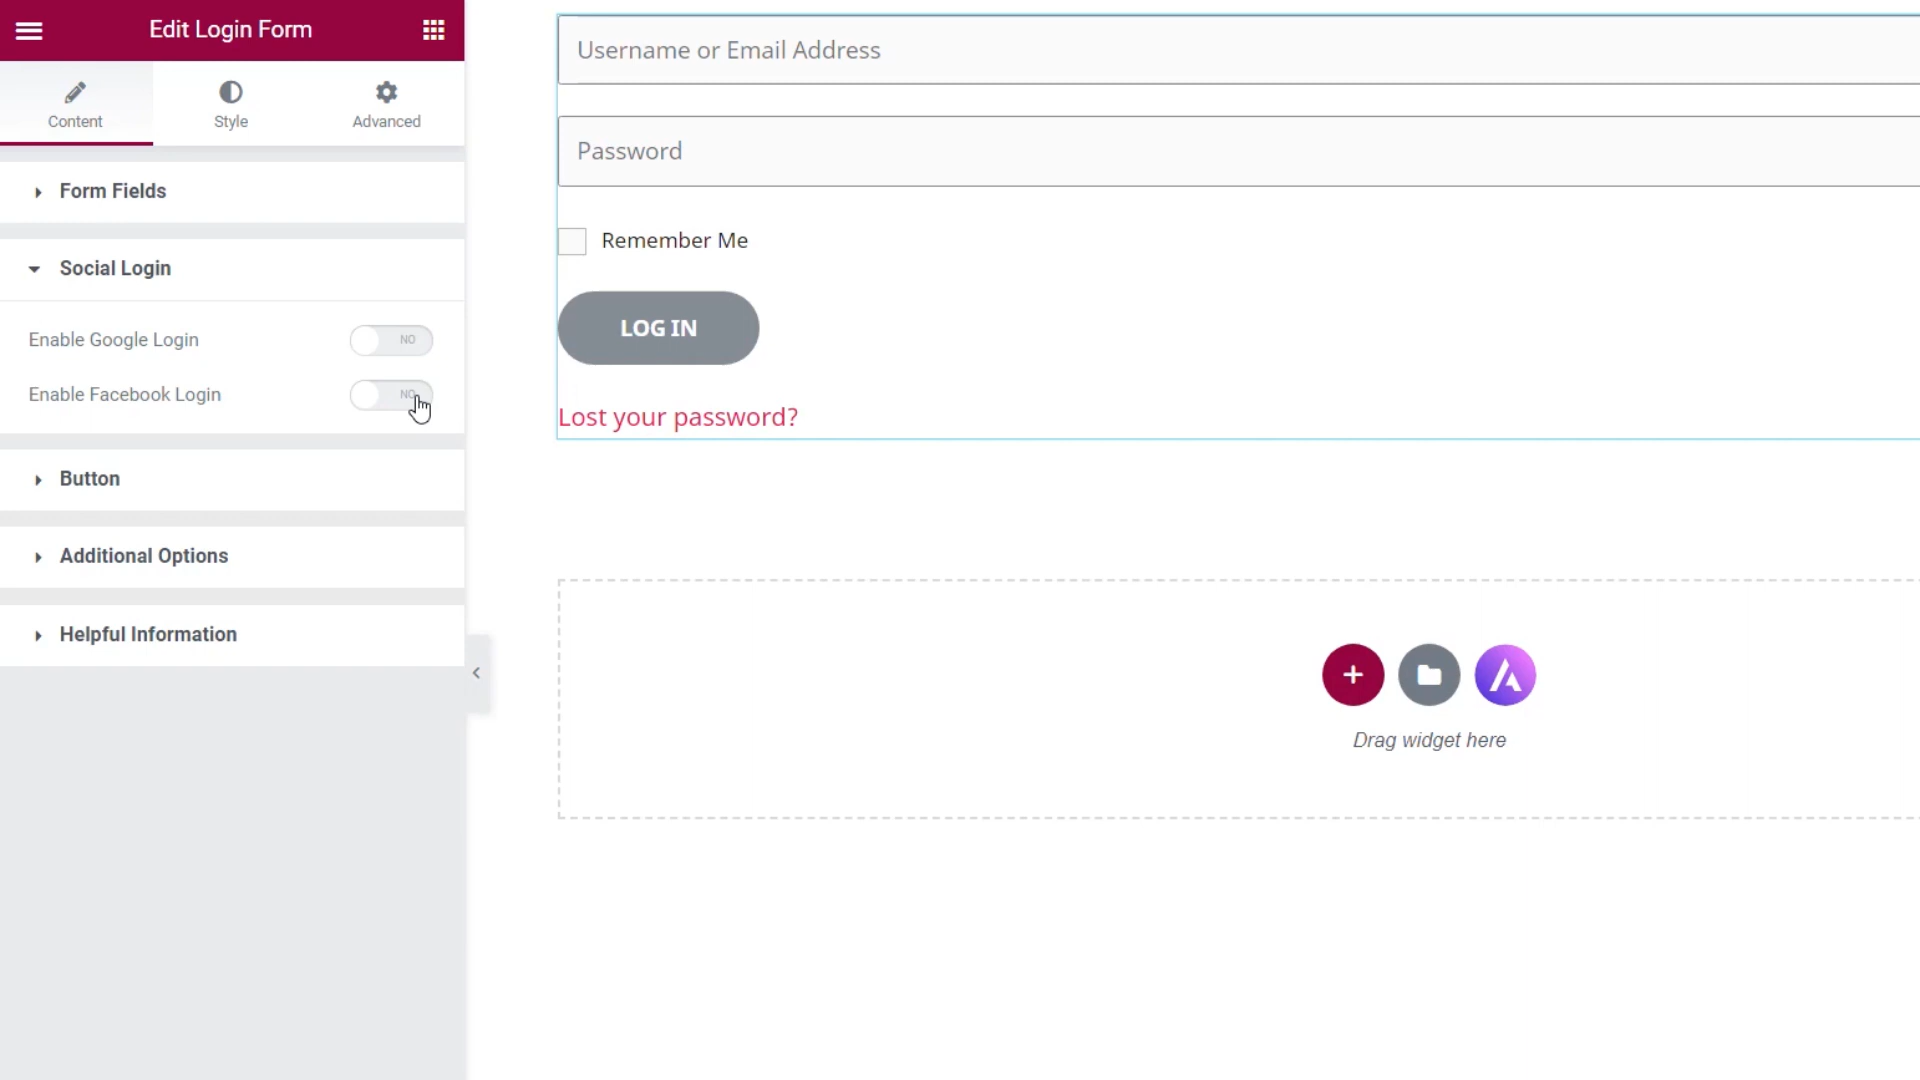 Edit Login Form
Content
Style
Advanced
Form Fields
Social Login
Enable Google Login
NO
Enable Facebook Login
NO
Button
Additional Options
Helpful Information
Username or Email Address
Password
Remember Me
LOG IN
Lost your password?
Drag widget here